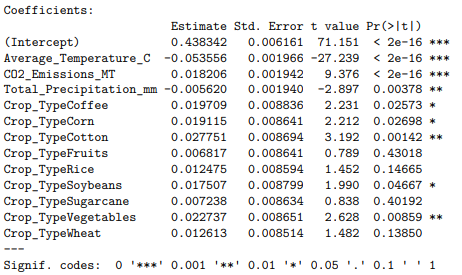 Coefficients:
                         Estimate Std. Error t value Pr(>|t|)
(Intercept)              0.438342   0.006161  71.151  < 2e-16 ***
Average_Temperature_C   -0.053556   0.001966 -27.239  < 2e-16 ***
CO2_Emissions_MT         0.018206   0.001942   9.376  < 2e-16 ***
Total_Precipitation_mm  -0.005620   0.001940  -2.897  0.00378 **
Crop_TypeCoffee          0.019709   0.008836   2.231  0.02573 *
Crop_TypeCorn            0.019115   0.008641   2.212  0.02698 *
Crop_TypeCotton          0.027751   0.008694   3.192  0.00142 **
Crop_TypeFruits          0.006817   0.008641   0.789  0.43018
Crop_TypeRice            0.012475   0.008594   1.452  0.14665
Crop_TypeSoybeans        0.017507   0.008799   1.990  0.04667 *
Crop_TypeSugarcane       0.007238   0.008634   0.838  0.40192
Crop_TypeVegetables      0.022737   0.008651   2.628  0.00859 **
Crop_TypeWheat           0.012613   0.008514   1.482  0.13850
---
Signif. codes:  0 '***' 0.001 '**' 0.01 '*' 0.05 '.' 0.1 ' ' 1